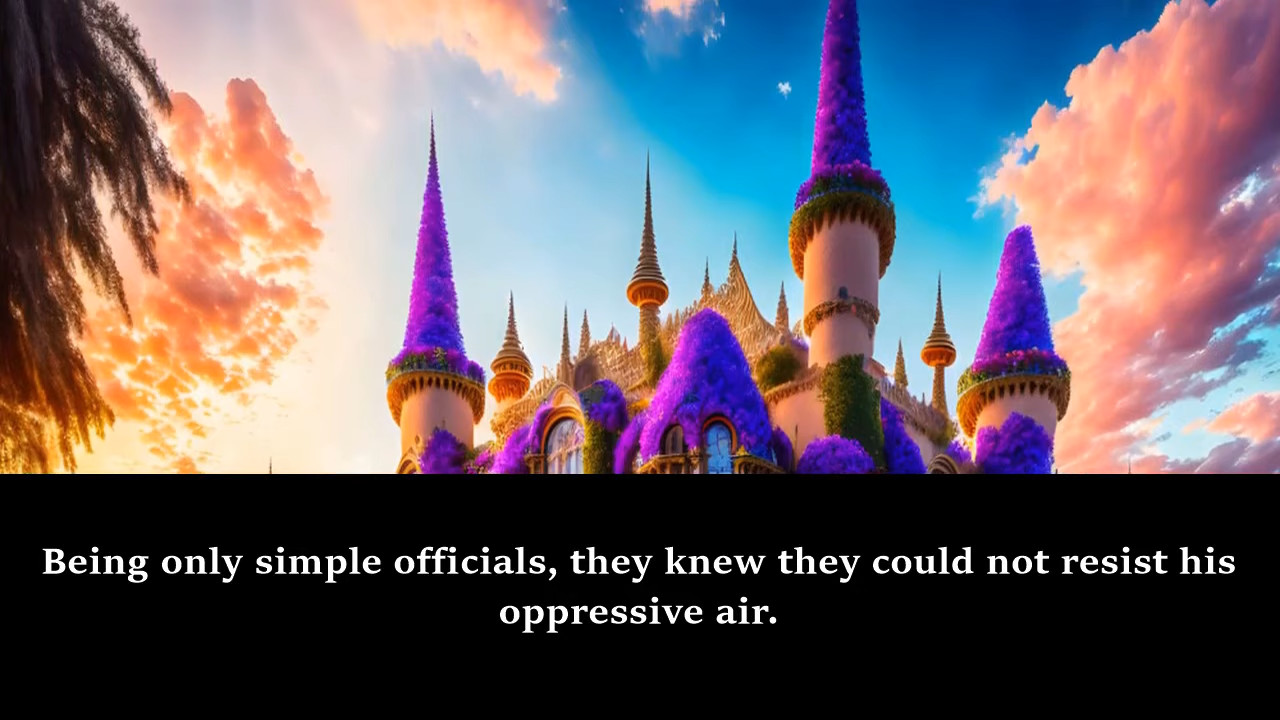 Being only simple officials, they knew they could not resist his
oppressive air.